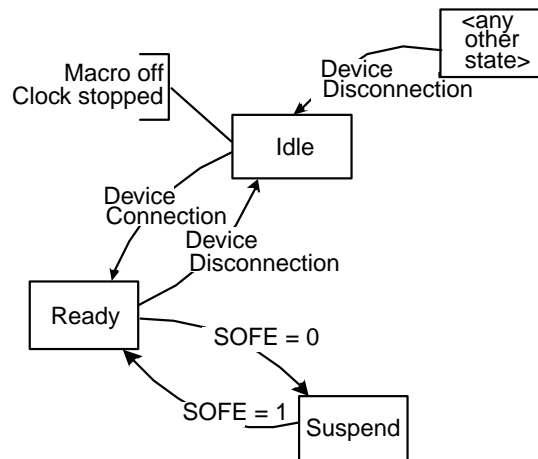 <any
other
state>
Device
Disconnection
Macro off
Clock stopped
Idle
Device
Connection
Device
Disconnection
Ready
SOFE = 0
SOFE = 1
Suspend